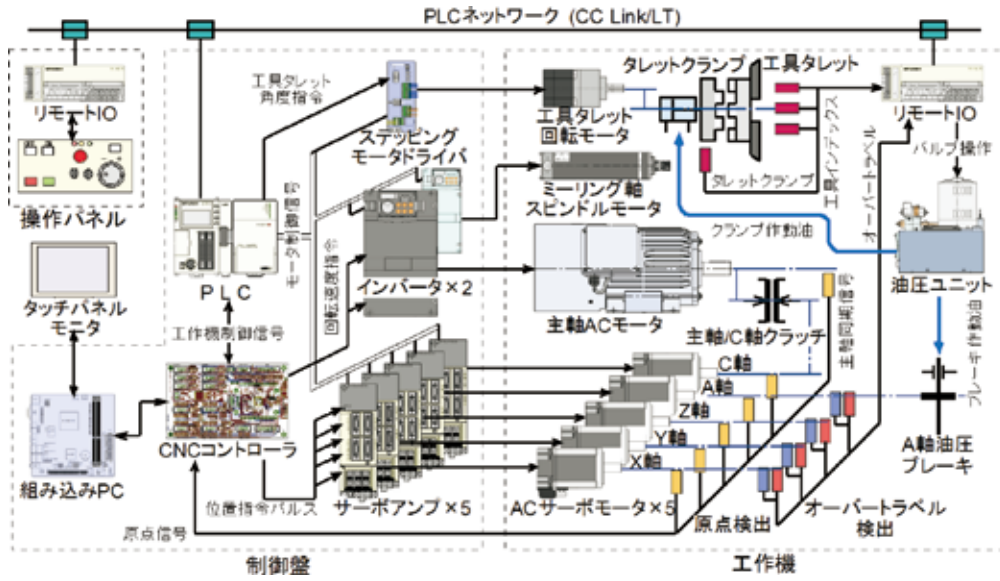 PLCネットワーク (CC Link/LT)
リモートIO
操作パネル
タッチパネル
モニタ
組み込みPC
工具タレット
角度指令
ステッピング
モータドライバ
PLC
モータ制御信号
回転速度指令
インバータ×2
工作機制御信号
CNCコントローラ
位置指令パルス
サーボアンプ×5
原点信号
制御盤
工具タレット
回転モータ
タレットクランプ
工具タレット
タレットクランプ
工具インデックス
オーバートラベル
リモートIO
バルブ操作
ミーリング軸
スピンドルモータ
クランプ作動油
油圧ユニット
主軸ACモータ
主軸/C軸クラッチ
主軸同期信号
ブレーキ作動油
C軸
A軸
Z軸
Y軸
X軸
A軸油圧
ブレーキ
ACサーボモータ×5
原点検出
オーバートラベル
検出
工作機